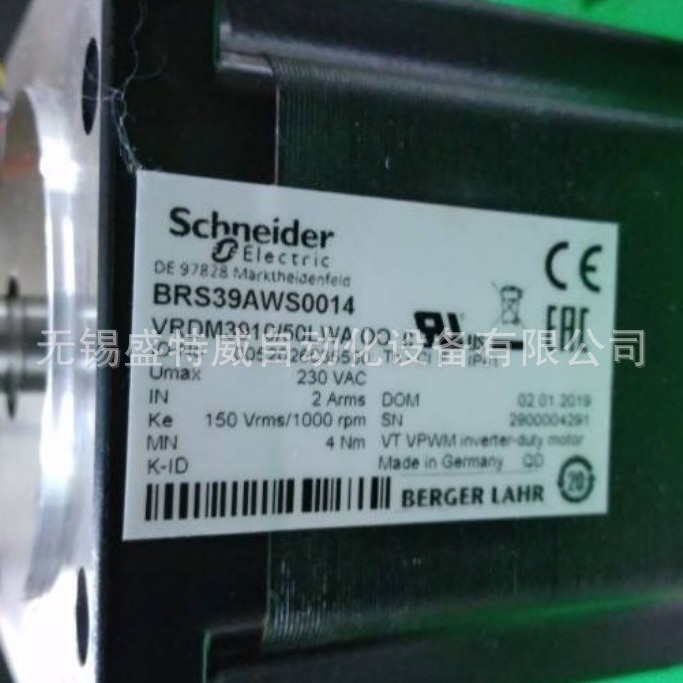 Schneider
Electric
DE 97828 Marktheidenfeld
BRS39AWS0014
VRDM3910/50LWA
无锡盛特威自动化设备有限公司
Umax 230 VAC
IN 2 Arms DOM 02.01.2019
Ke 150 Vrms/1000 rpm SN 2900004291
MN 4 Nm VT VPWM inverter-duty motor
K-ID Made in Germany QD
BERGER LAHR
CE
EAC
20